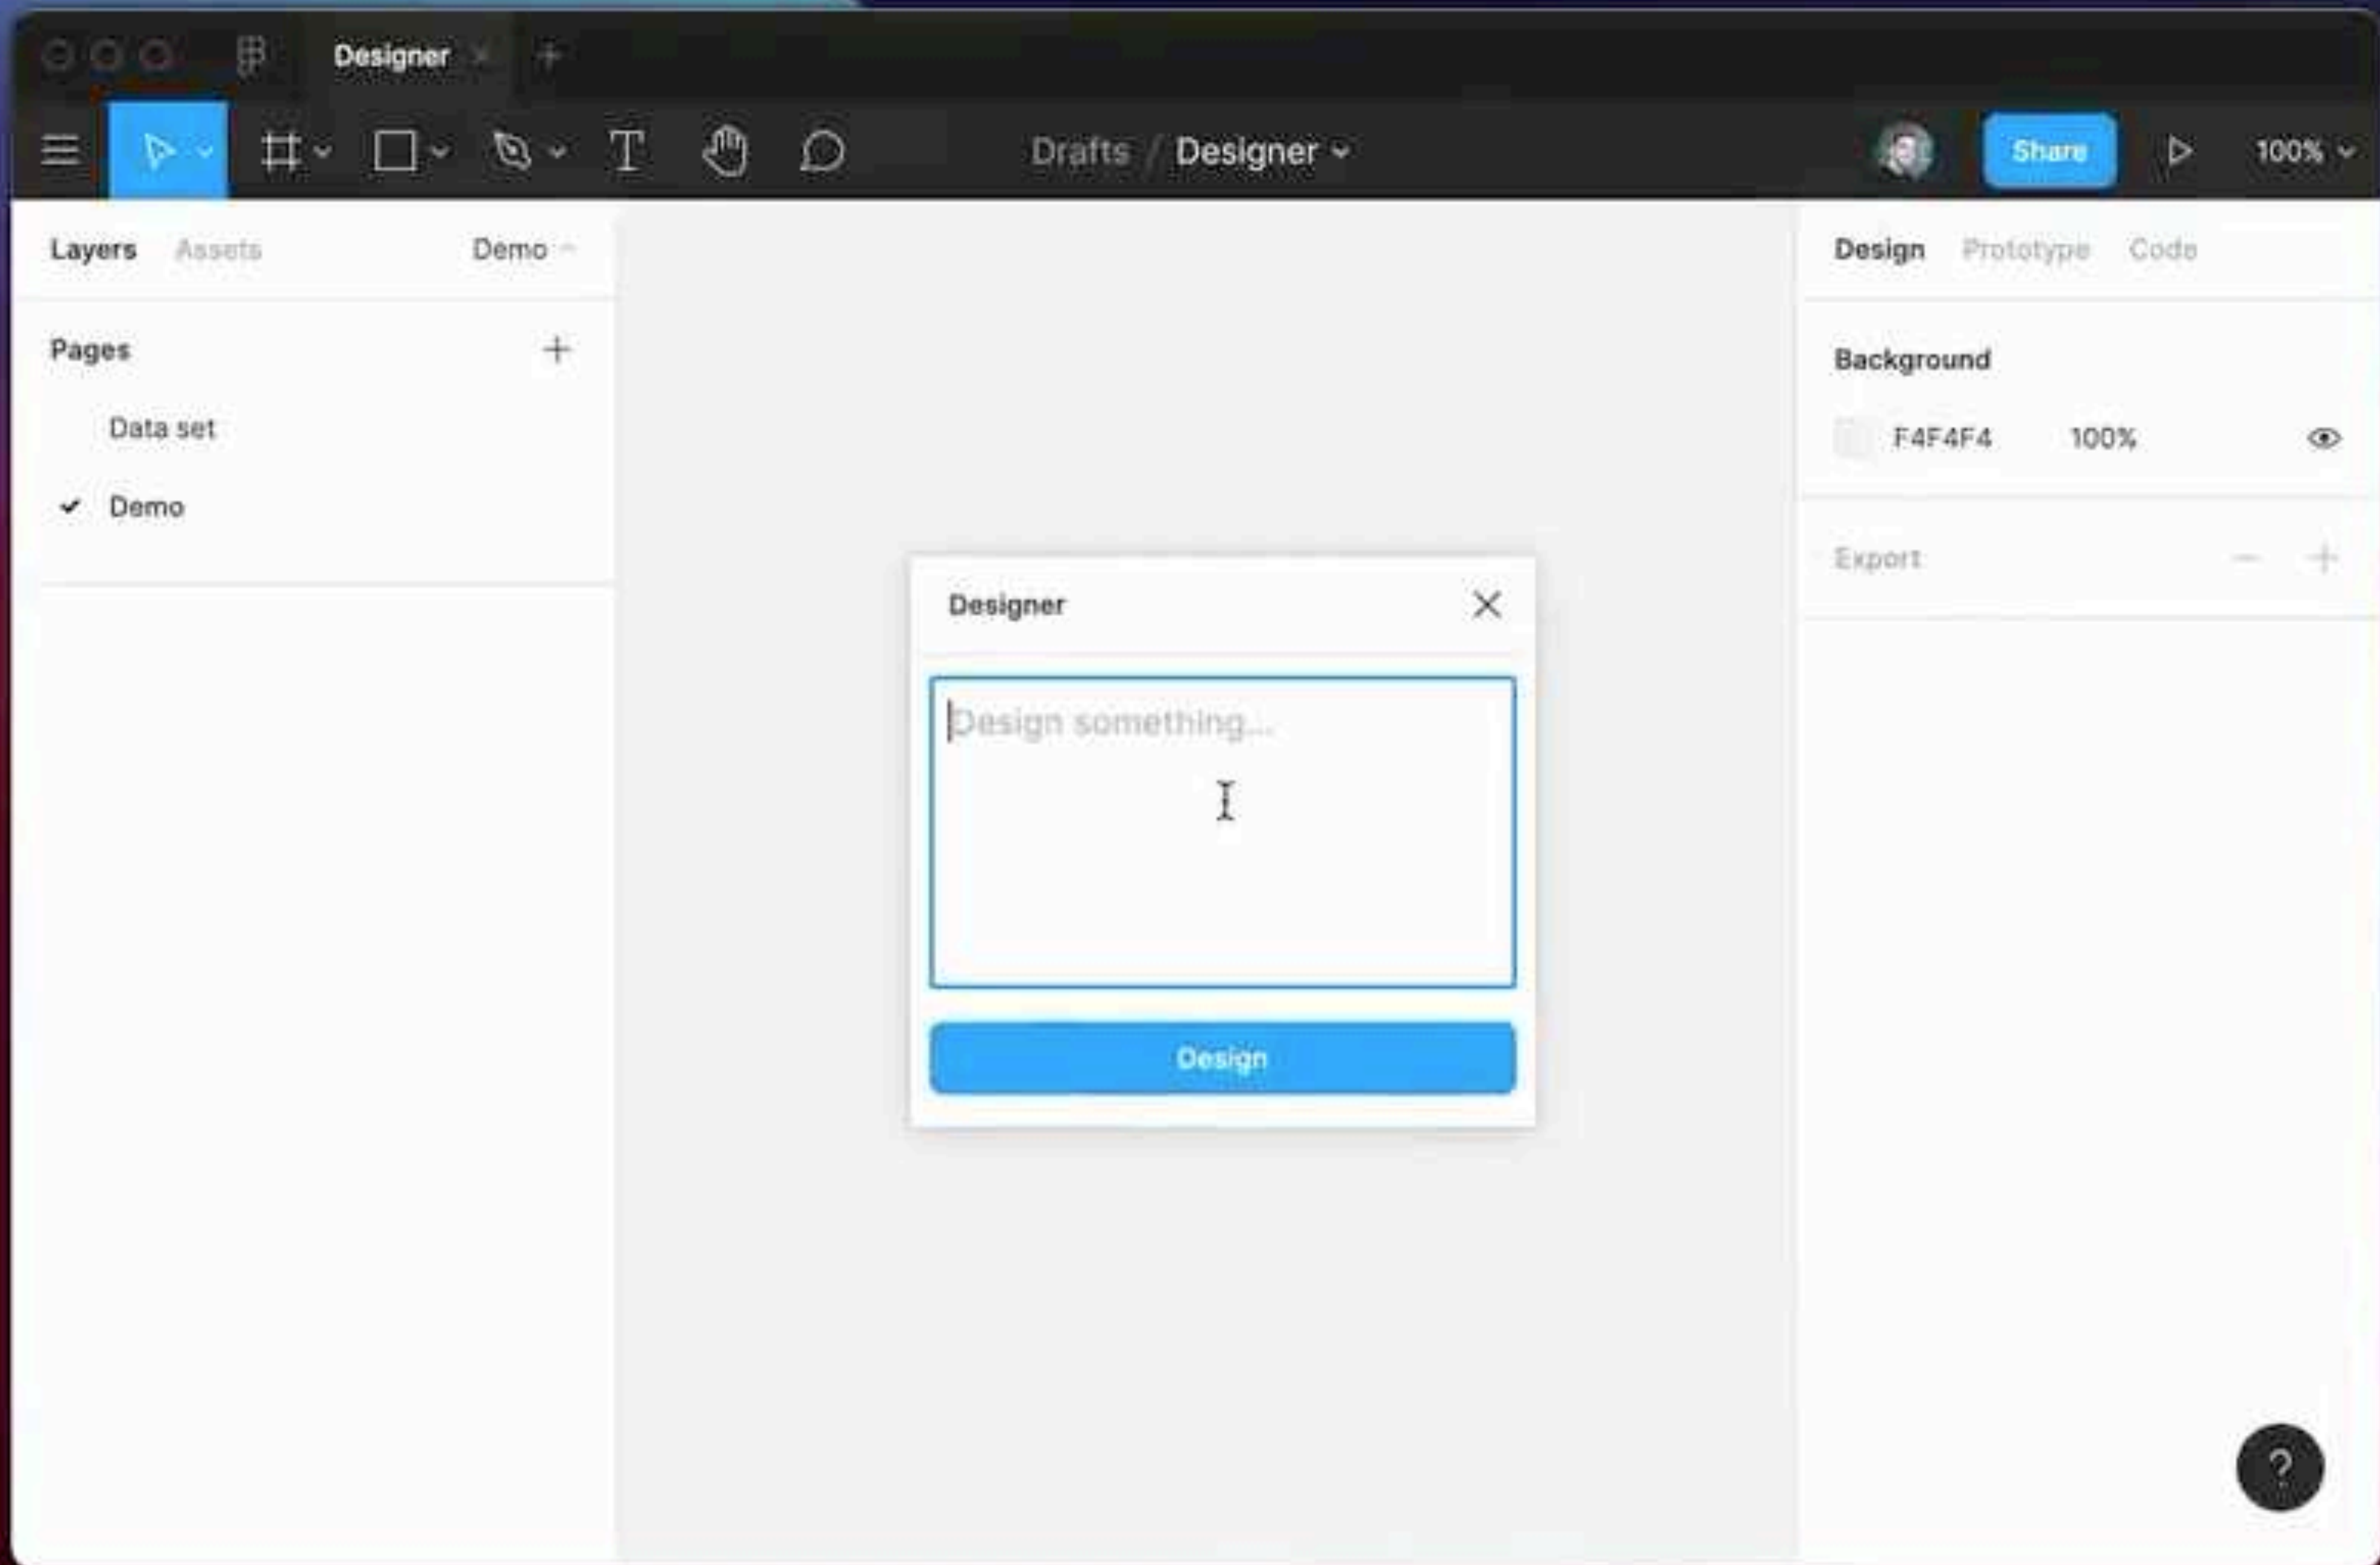 Designer
Drafts / Designer
Share
100%
Layers Assets Demo
Pages
Data set
Demo
Designer
Design something...
Design
Design Prototype Code
Background
F4F4F4 100%
Export
?